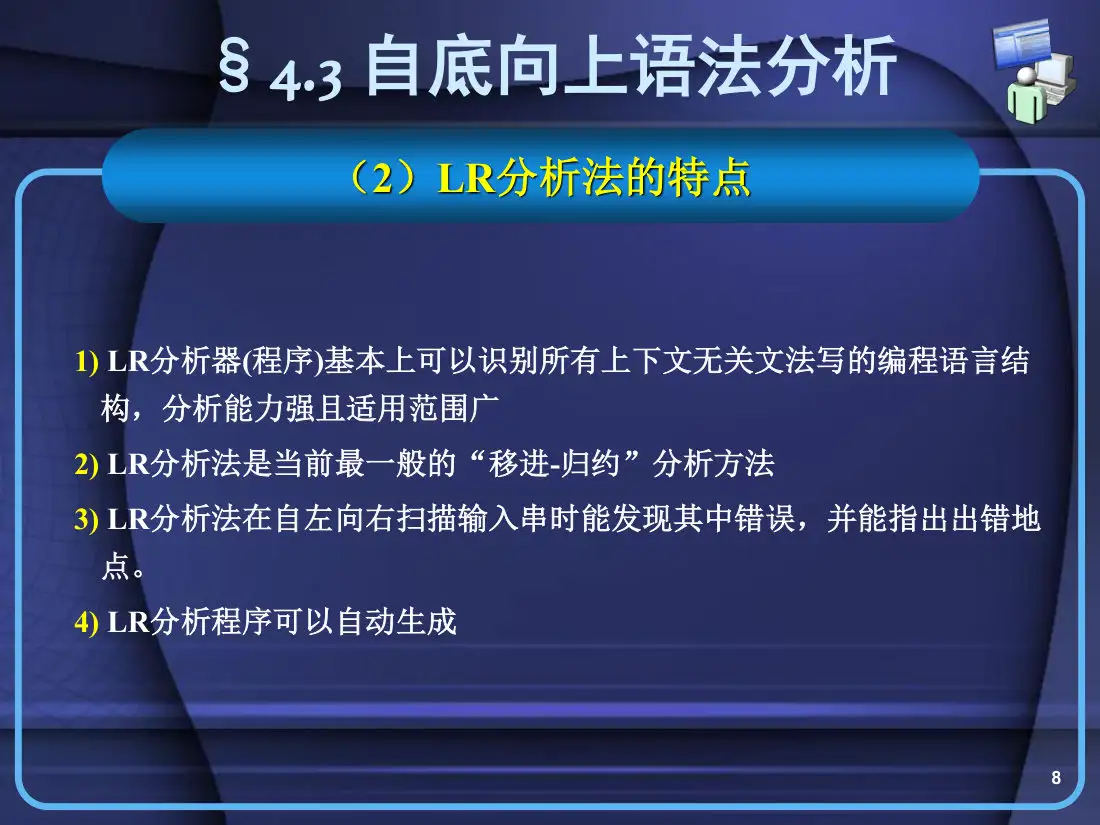 § 4.3 自底向上语法分析
（2）LR分析法的特点
1) LR分析器(程序)基本上可以识别所有上下文无关文法写的编程语言结
构，分析能力强且适用范围广
2) LR分析法是当前最一般的“移进-归约”分析方法
3) LR分析法在自左向右扫描输入串时能发现其中错误，并能指出出错地
点。
4) LR分析程序可以自动生成
8